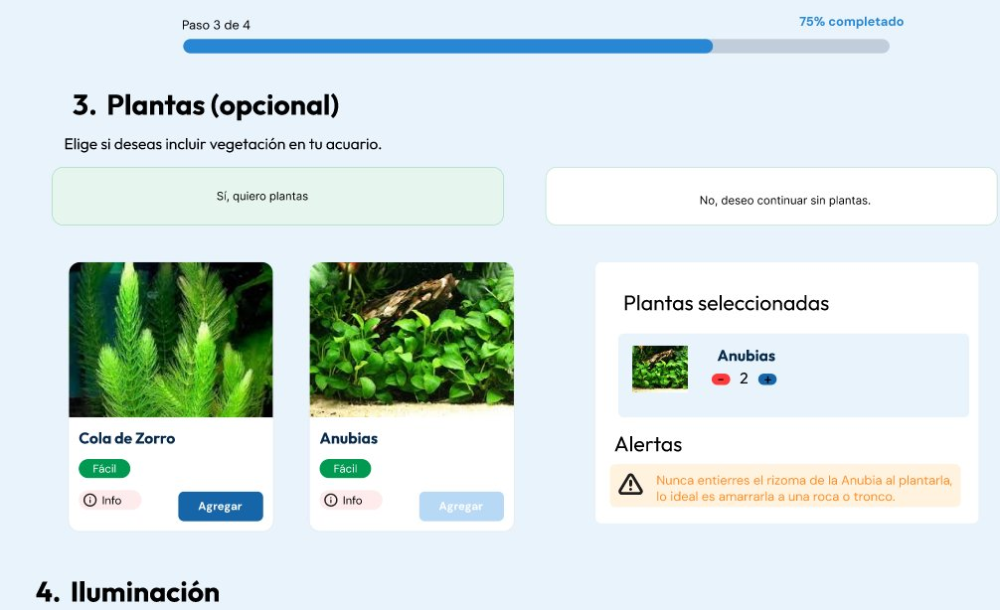 Paso 3 de 4
75% completado
3. Plantas (opcional)
Elige si deseas incluir vegetación en tu acuario.
Sí, quiero plantas
No, deseo continuar sin plantas.
Cola de Zorro
Fácil
Info
Agregar
Anubias
Fácil
Info
Agregar
Plantas seleccionadas
Anubias
- 2 +
Alertas
Nunca entierres el rizoma de la Anubia al plantarla,
lo ideal es amarrarla a una roca o tronco.
4. Iluminación